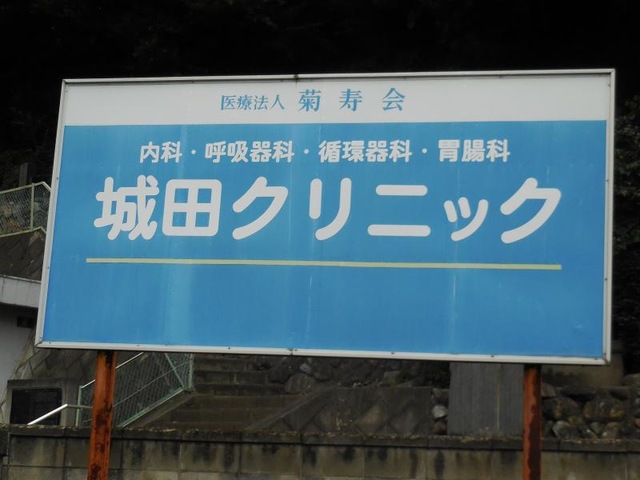 医療法人 菊寿会
内科・呼吸器科・循環器科・胃腸科
城田クリニック